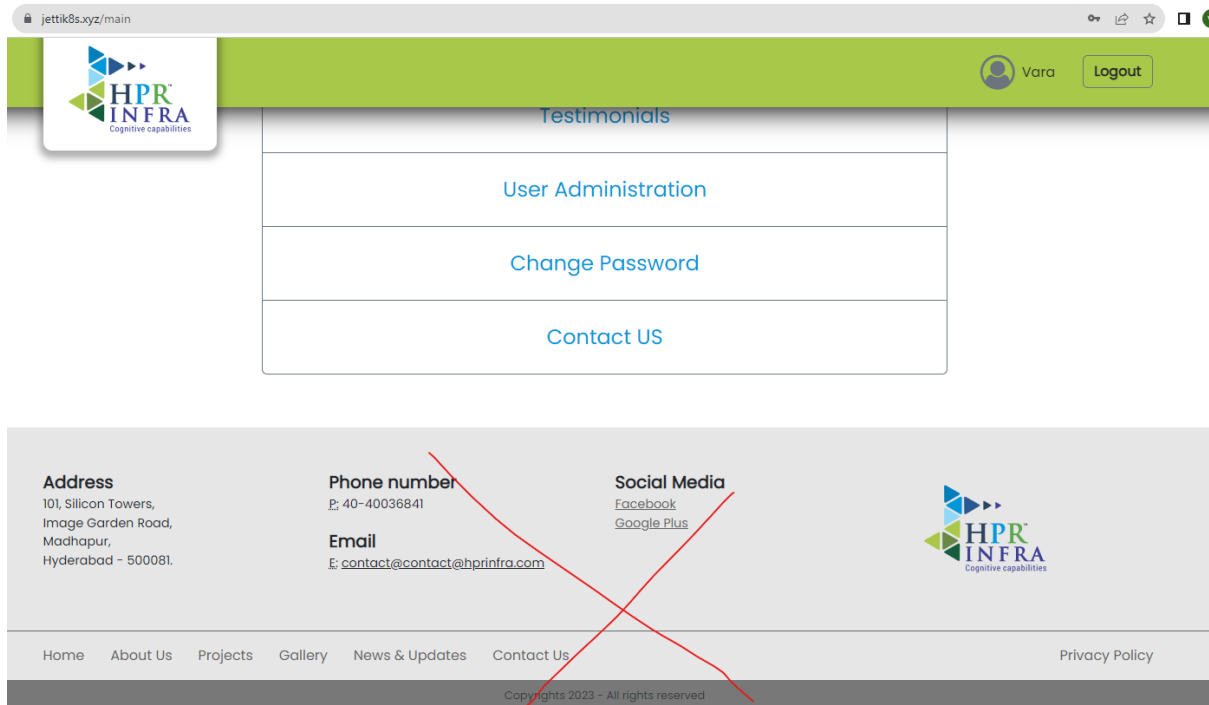 jettik8s.xyz/main
HPR™
INFRA
Cognitive capabilities
Vara
Logout
Testimonials
User Administration
Change Password
Contact US
Address
101, Silicon Towers,
Image Garden Road,
Madhapur,
Hyderabad - 500081.
Phone number
P: 40-40036841
Email
E: contact@contact@hprinfra.com
Social Media
Facebook
Google Plus
HPR™
INFRA
Cognitive capabilities
Home About Us Projects Gallery News & Updates Contact Us Privacy Policy
Copyrights 2023 - All rights reserved